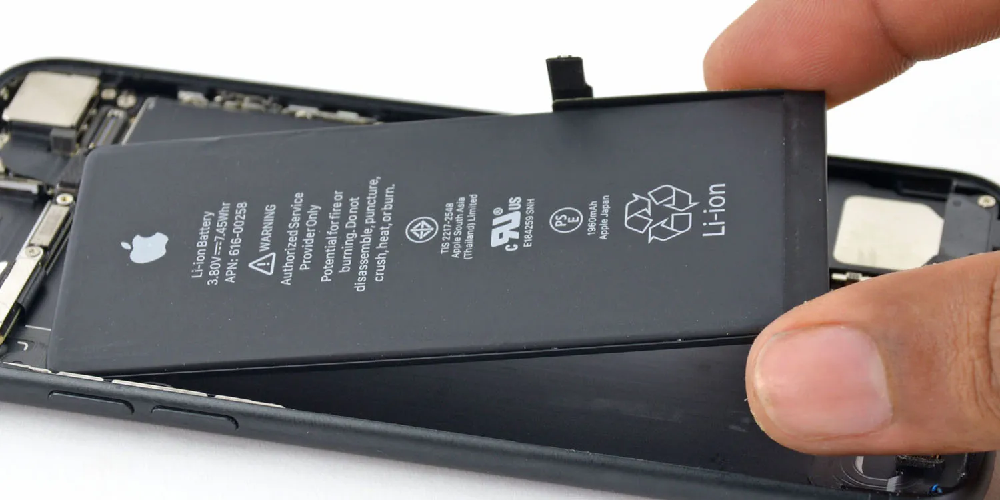 Li-ion Battery
3.80V⎓7.45Whr
APN: 616-00258
WARNING
Authorized Service
Provider Only
Potential for fire or
burning. Do not
disassemble, puncture,
crush, heat, or burn.
TIS 2217-2548
Apple South Asia
(Thailand) Limited
c RU® US
E184259 SNH
PS
E
1960mAh
Apple Japan
Li-ion